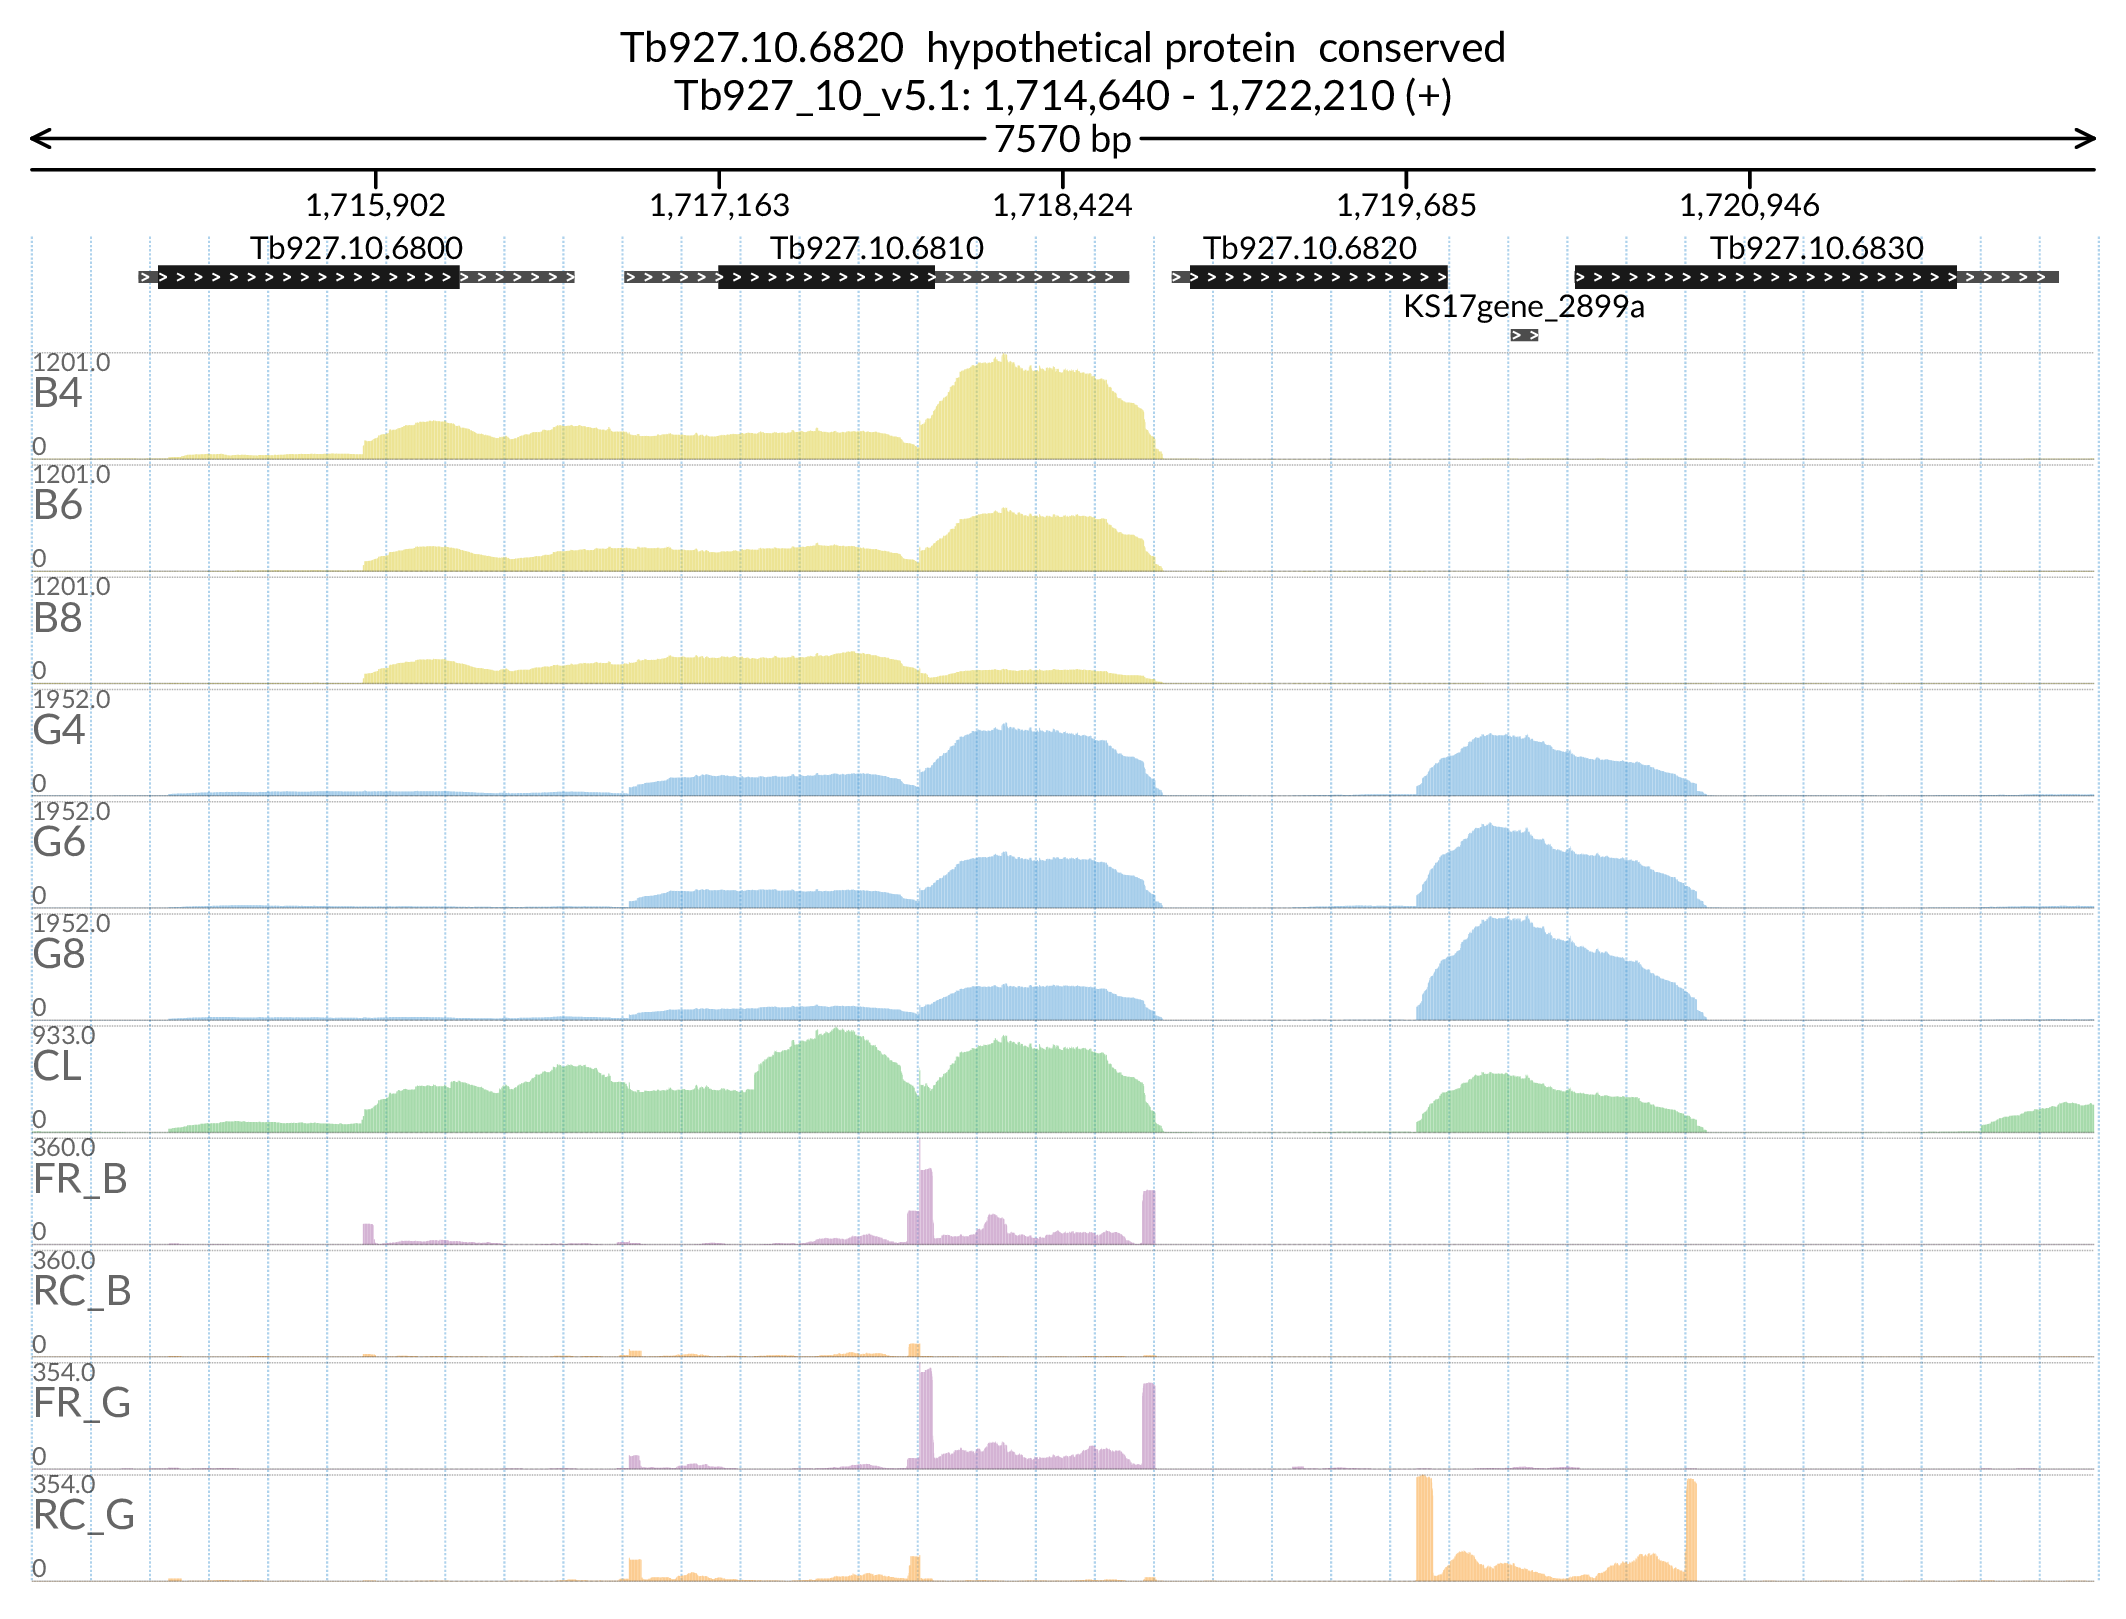 Tb927.10.6820  hypothetical protein  conserved
Tb927_10_v5.1: 1,714,640 - 1,722,210 (+)
7570 bp
1,715,902 1,717,163 1,718,424 1,719,685 1,720,946
Tb927.10.6800 Tb927.10.6810 Tb927.10.6820 Tb927.10.6830
KS17gene_2899a
1201.0
B4
0
1201.0
B6
0
1201.0
B8
0
1952.0
G4
0
1952.0
G6
0
1952.0
G8
0
933.0
CL
0
360.0
FR_B
0
360.0
RC_B
0
354.0
FR_G
0
354.0
RC_G
0